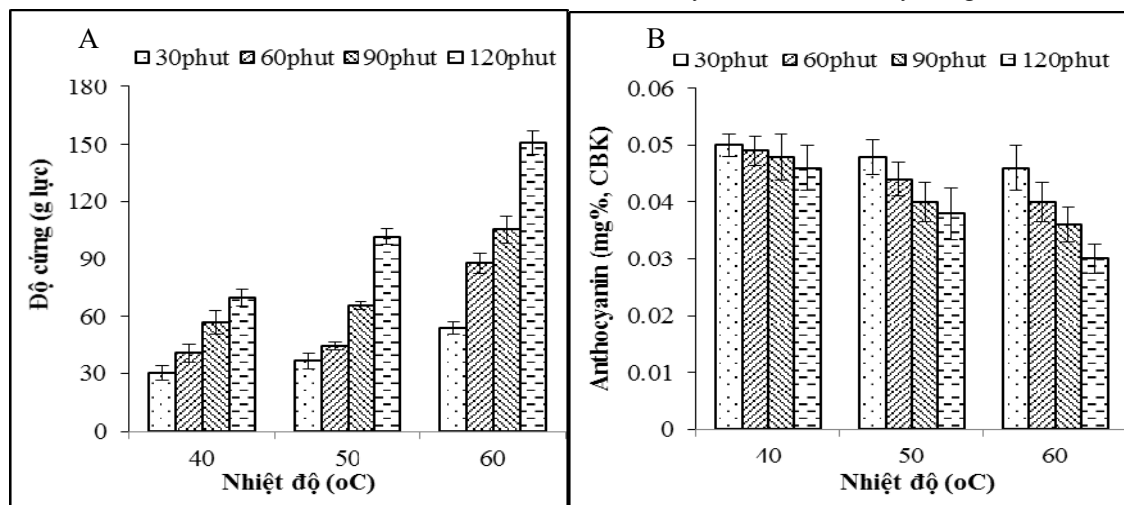 A
30phut 60phut 90phut 120phut
180
150
120
90
60
30
0
Độ cứng (g lực)
40 50 60
Nhiệt độ (oC)
B
30phut 60phut 90phut 120phut
0.06
0.05
0.04
0.03
0.02
0.01
0
Anthocyanin (mg%, CBK)
40 50 60
Nhiệt độ (oC)